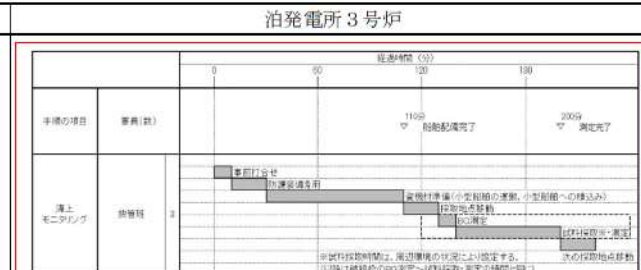 泊発電所3号炉
経過時間(分)
0 60 120 180
手順の項目 要員(数)
110分
▽ 船舶配備完了
200分
▽ 測定完了
海上
モニタリング
放管班
3
事前打合せ
防護装備着用
資機材準備(小型船舶の運搬、小型船舶への積込み)
採取地点移動
BG測定
試料採取※・測定
次の採取地点移動
※試料採取時間は、周辺環境の状況により設定する。